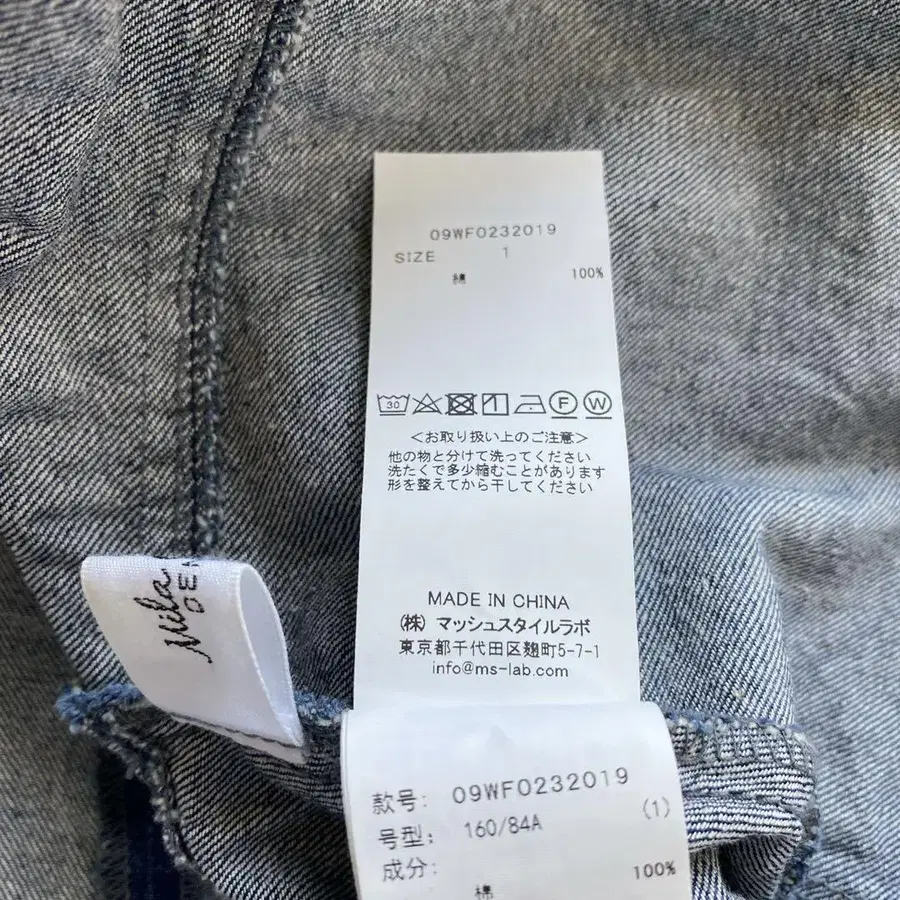 09WF0232019
SIZE 1
綿 100%
30 F W
<お取り扱い上のご注意>
他の物と分けて洗ってください
洗たくで多少縮むことがあります
形を整えてから干してください
MADE IN CHINA
(株) マッシュスタイルラボ
東京都千代田区麹町5-7-1
info@ms-lab.com
Mila
DE
款号: 09WF0232019
号型: 160/84A (1)
成分:
棉 100%